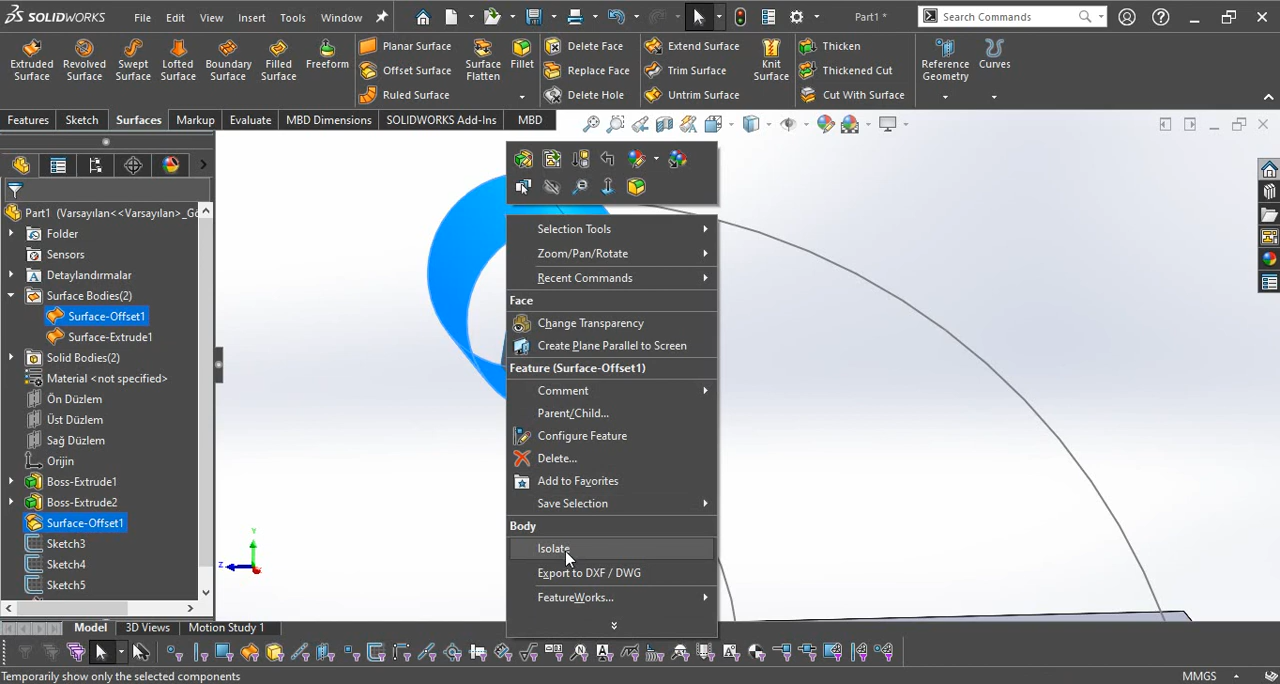 SOLIDWORKS File Edit View Insert Tools Window Part1 * Search Commands
Extruded Surface
Revolved Surface
Swept Surface
Lofted Surface
Boundary Surface
Filled Surface
Freeform
Planar Surface
Offset Surface
Ruled Surface
Surface Flatten
Fillet
Delete Face
Replace Face
Delete Hole
Extend Surface
Trim Surface
Untrim Surface
Knit Surface
Thicken
Thickened Cut
Cut With Surface
Reference Geometry
Curves
Features Sketch Surfaces Markup Evaluate MBD Dimensions SOLIDWORKS Add-Ins MBD
Part1 (Varsayılan<<Varsayılan>_Gö
Folder
Sensors
Detaylandırmalar
Surface Bodies(2)
Surface-Offset1
Surface-Extrude1
Solid Bodies(2)
Material <not specified>
Ön Düzlem
Üst Düzlem
Sağ Düzlem
Orijin
Boss-Extrude1
Boss-Extrude2
Surface-Offset1
Sketch3
Sketch4
Sketch5
Selection Tools
Zoom/Pan/Rotate
Recent Commands
Face
Change Transparency
Create Plane Parallel to Screen
Feature (Surface-Offset1)
Comment
Parent/Child...
Configure Feature
Delete...
Add to Favorites
Save Selection
Body
Isolate
Export to DXF / DWG
FeatureWorks...
Y
Z
Model 3D Views Motion Study 1
Temporarily show only the selected components MMGS